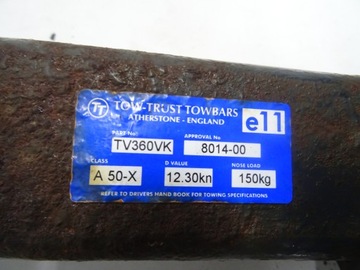 TT TOW-TRUST TOWBARS
ATHERSTONE - ENGLAND
e11
PART No: APPROVAL No
TV360VK 8014-00
CLASS D VALUE NOSE LOAD
A 50-X 12.30kn 150kg
REFER TO DRIVERS HAND BOOK FOR TOWING SPECIFICATIONS